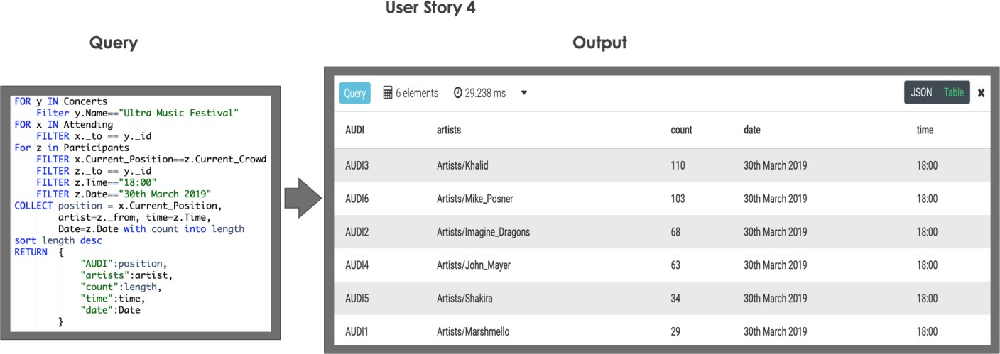 User Story 4
Query
Output
FOR y IN Concerts
Filter y.Name=="Ultra Music Festival"
FOR x IN Attending
FILTER x._to == y._id
For z in Participants
FILTER x.Current_Position==z.Current_Crowd
FILTER z._to == y._id
FILTER z.Time=="18:00"
FILTER z.Date=="30th March 2019"
COLLECT position = x.Current_Position,
artist=z._from, time=z.Time,
Date=z.Date with count into length
sort length desc
RETURN {
"AUDI":position,
"artists":artist,
"count":length,
"time":time,
"date":Date
}
Query 6 elements 29.238 ms JSON Table
AUDI artists count date time
AUDI3 Artists/Khalid 110 30th March 2019 18:00
AUDI6 Artists/Mike_Posner 103 30th March 2019 18:00
AUDI2 Artists/Imagine_Dragons 68 30th March 2019 18:00
AUDI4 Artists/John_Mayer 63 30th March 2019 18:00
AUDI5 Artists/Shakira 34 30th March 2019 18:00
AUDI1 Artists/Marshmello 29 30th March 2019 18:00